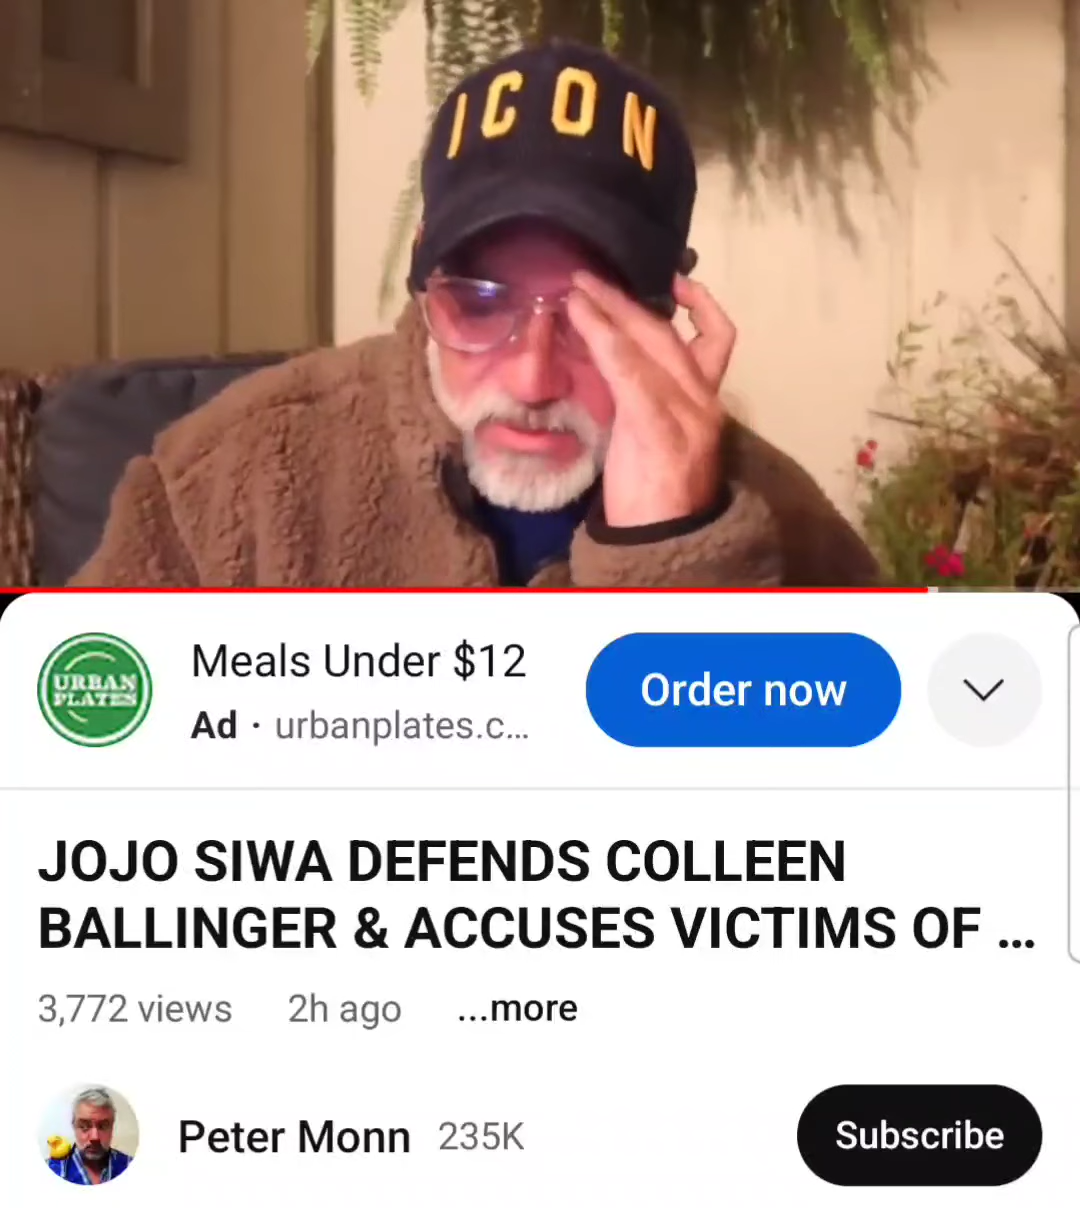 ICON
URBAN
PLATES
Meals Under $12
Order now
Ad · urbanplates.c...
JOJO SIWA DEFENDS COLLEEN
BALLINGER & ACCUSES VICTIMS OF ...
3,772 views 2h ago ...more
Peter Monn 235K
Subscribe